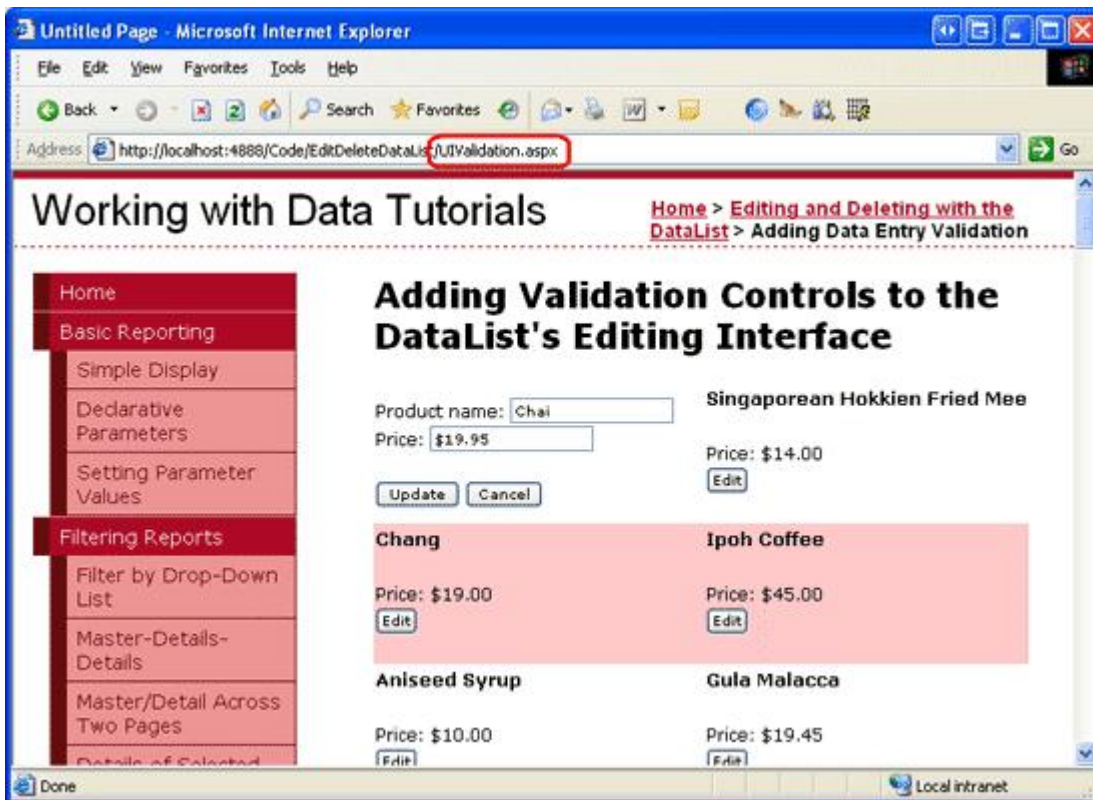 Untitled Page - Microsoft Internet Explorer
File Edit View Favorites Tools Help
Back Search Favorites
Address http://localhost:4888/Code/EditDeleteDataList/UIValidation.aspx Go
Working with Data Tutorials
Home > Editing and Deleting with the
DataList > Adding Data Entry Validation
Home
Basic Reporting
Simple Display
Declarative
Parameters
Setting Parameter
Values
Filtering Reports
Filter by Drop-Down
List
Master-Details-
Details
Master/Detail Across
Two Pages
Details of Selected
Adding Validation Controls to the
DataList's Editing Interface
Product name: Chai
Price: $19.95
Update Cancel
Singaporean Hokkien Fried Mee
Price: $14.00
Edit
Chang
Price: $19.00
Edit
Ipoh Coffee
Price: $45.00
Edit
Aniseed Syrup
Price: $10.00
Edit
Gula Malacca
Price: $19.45
Edit
Done
Local intranet